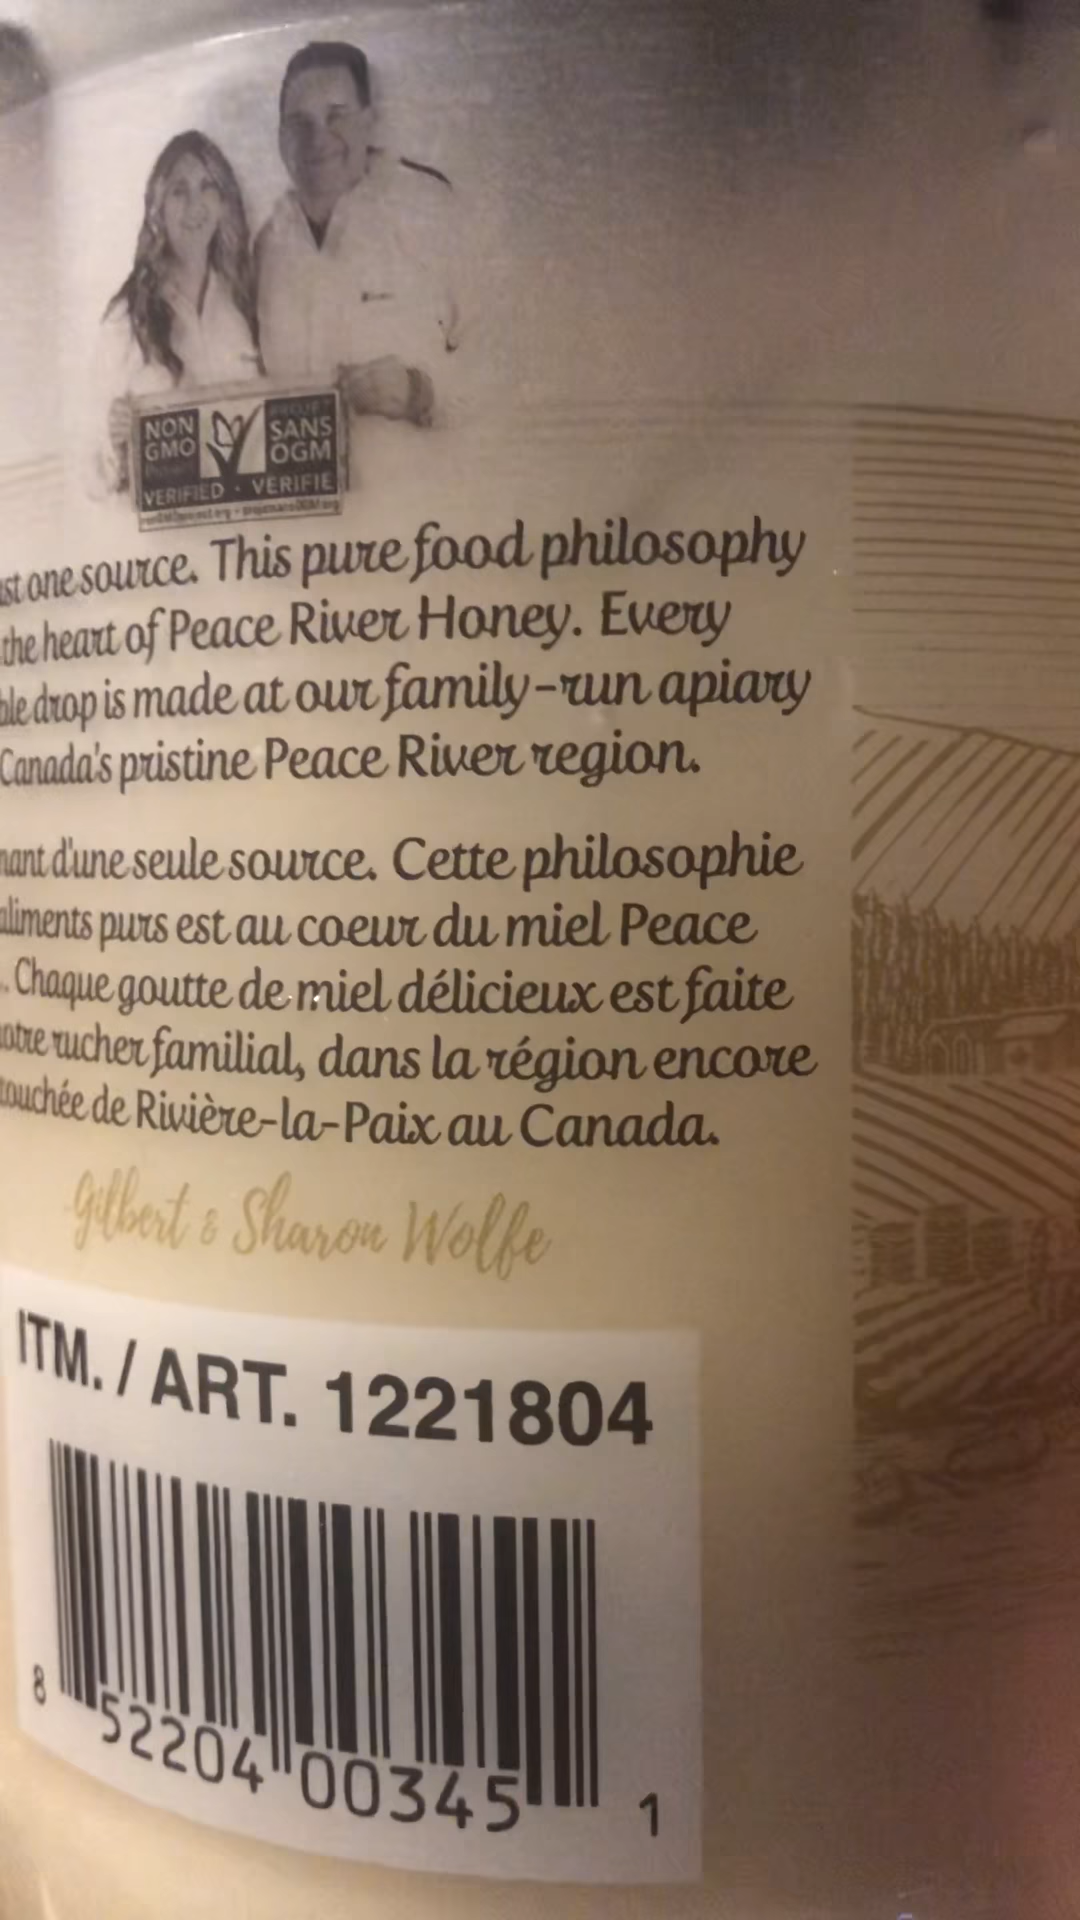 NON
GMO
SANS
OGM
VERIFIED · VERIFIE
one source. This pure food philosophy
the heart of Peace River Honey. Every
drop is made at our family-run apiary
Canada's pristine Peace River region.
d'une seule source. Cette philosophie
aliments purs est au coeur du miel Peace
. Chaque goutte de miel délicieux est faite
rucher familial, dans la région encore
touchée de Rivière-la-Paix au Canada.
Gilbert & Sharon Wolfe
ITM. / ART. 1221804
8 52204 00345 1